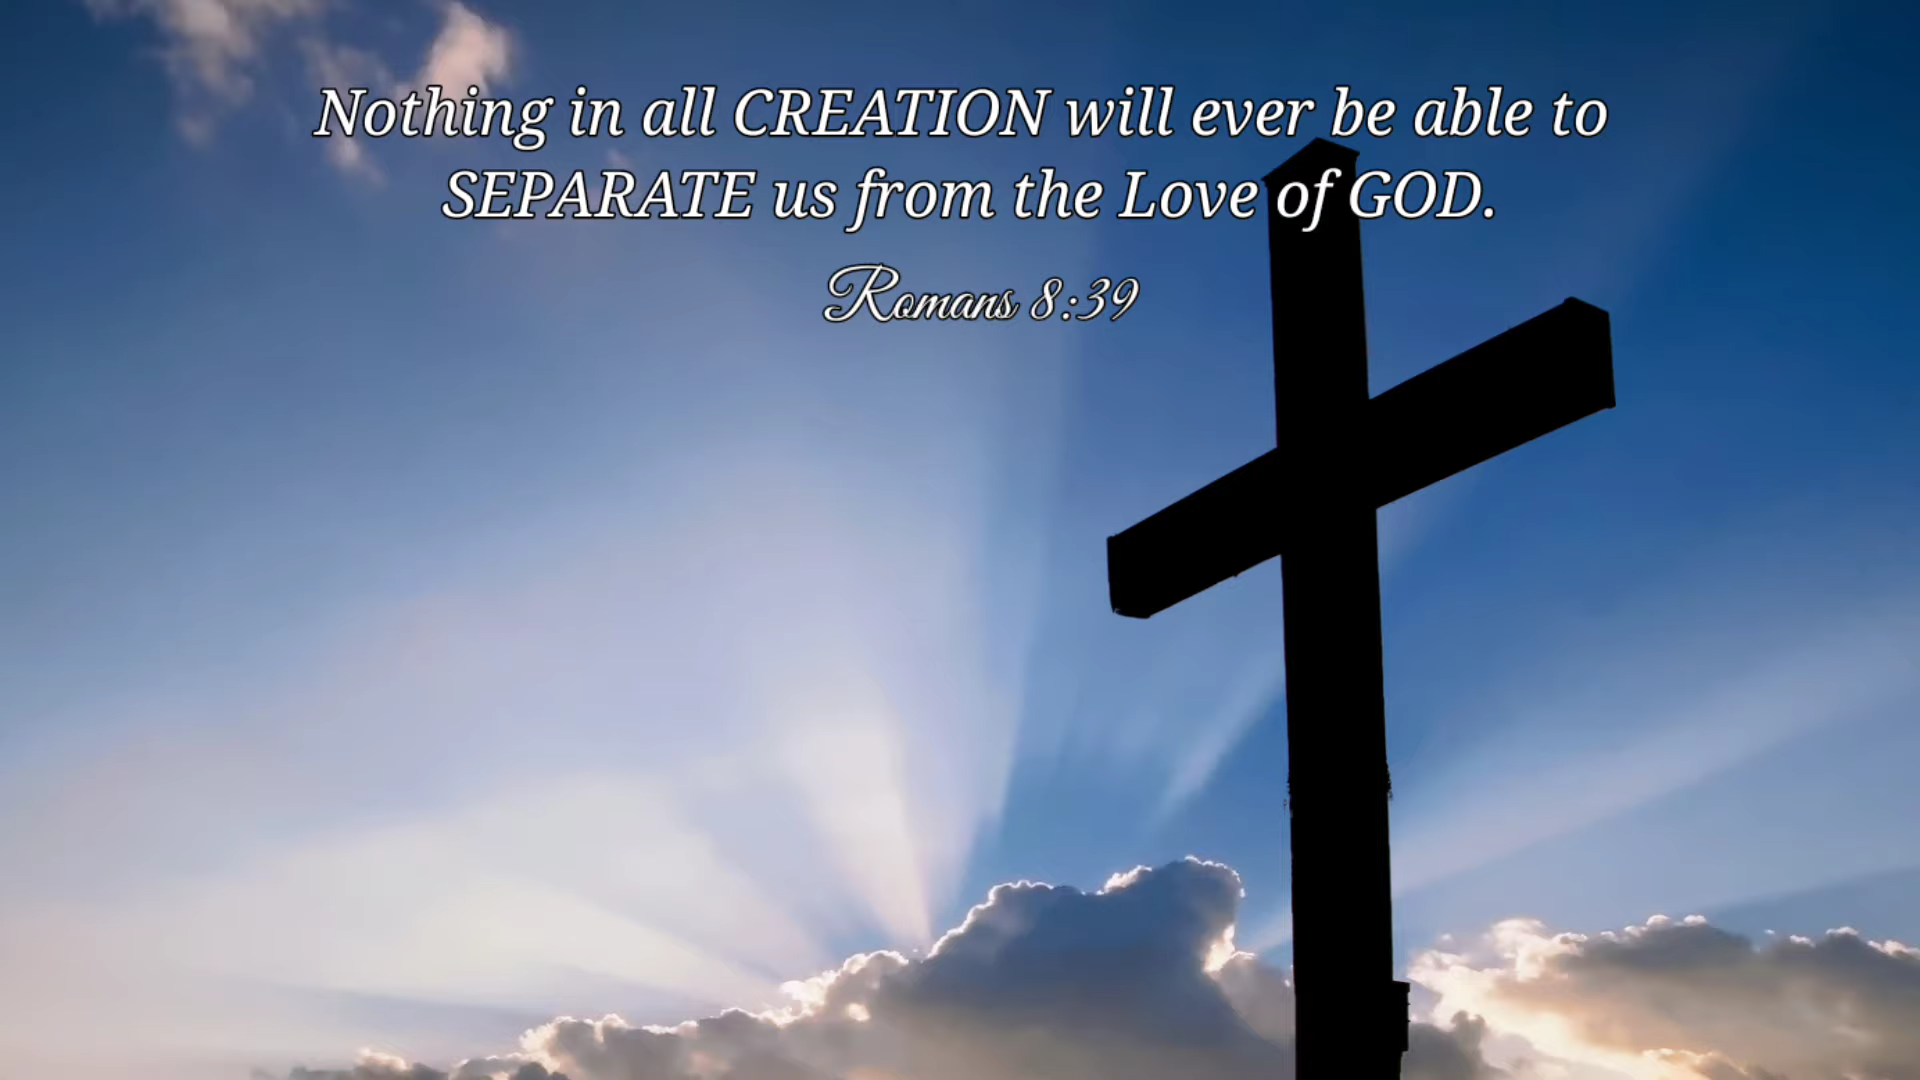 Nothing in all CREATION will ever be able to
SEPARATE us from the Love of GOD.
Romans 8:39